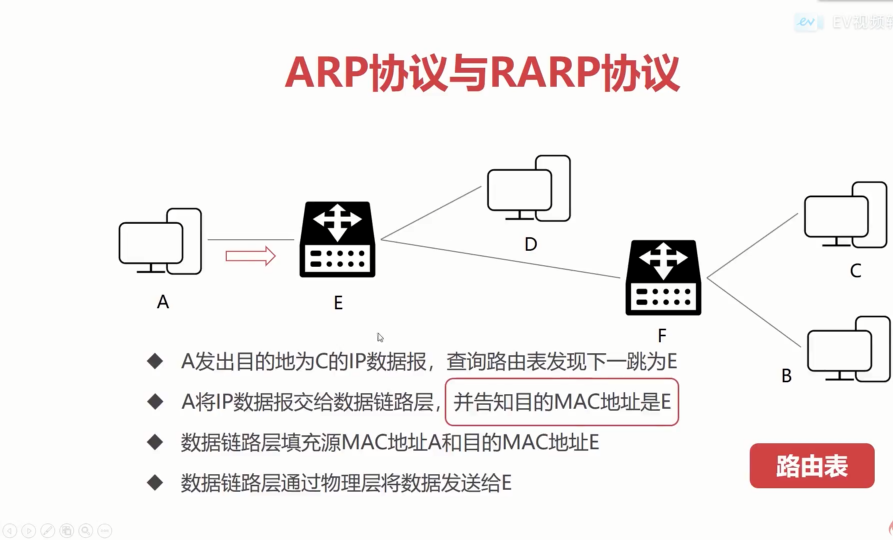 EV视频
ARP协议与RARP协议
D
C
A
E
F
B
A发出目的地为C的IP数据报，查询路由表发现下一跳为E
A将IP数据报交给数据链路层，并告知目的MAC地址是E
数据链路层填充源MAC地址A和目的MAC地址E
路由表
数据链路层通过物理层将数据发送给E